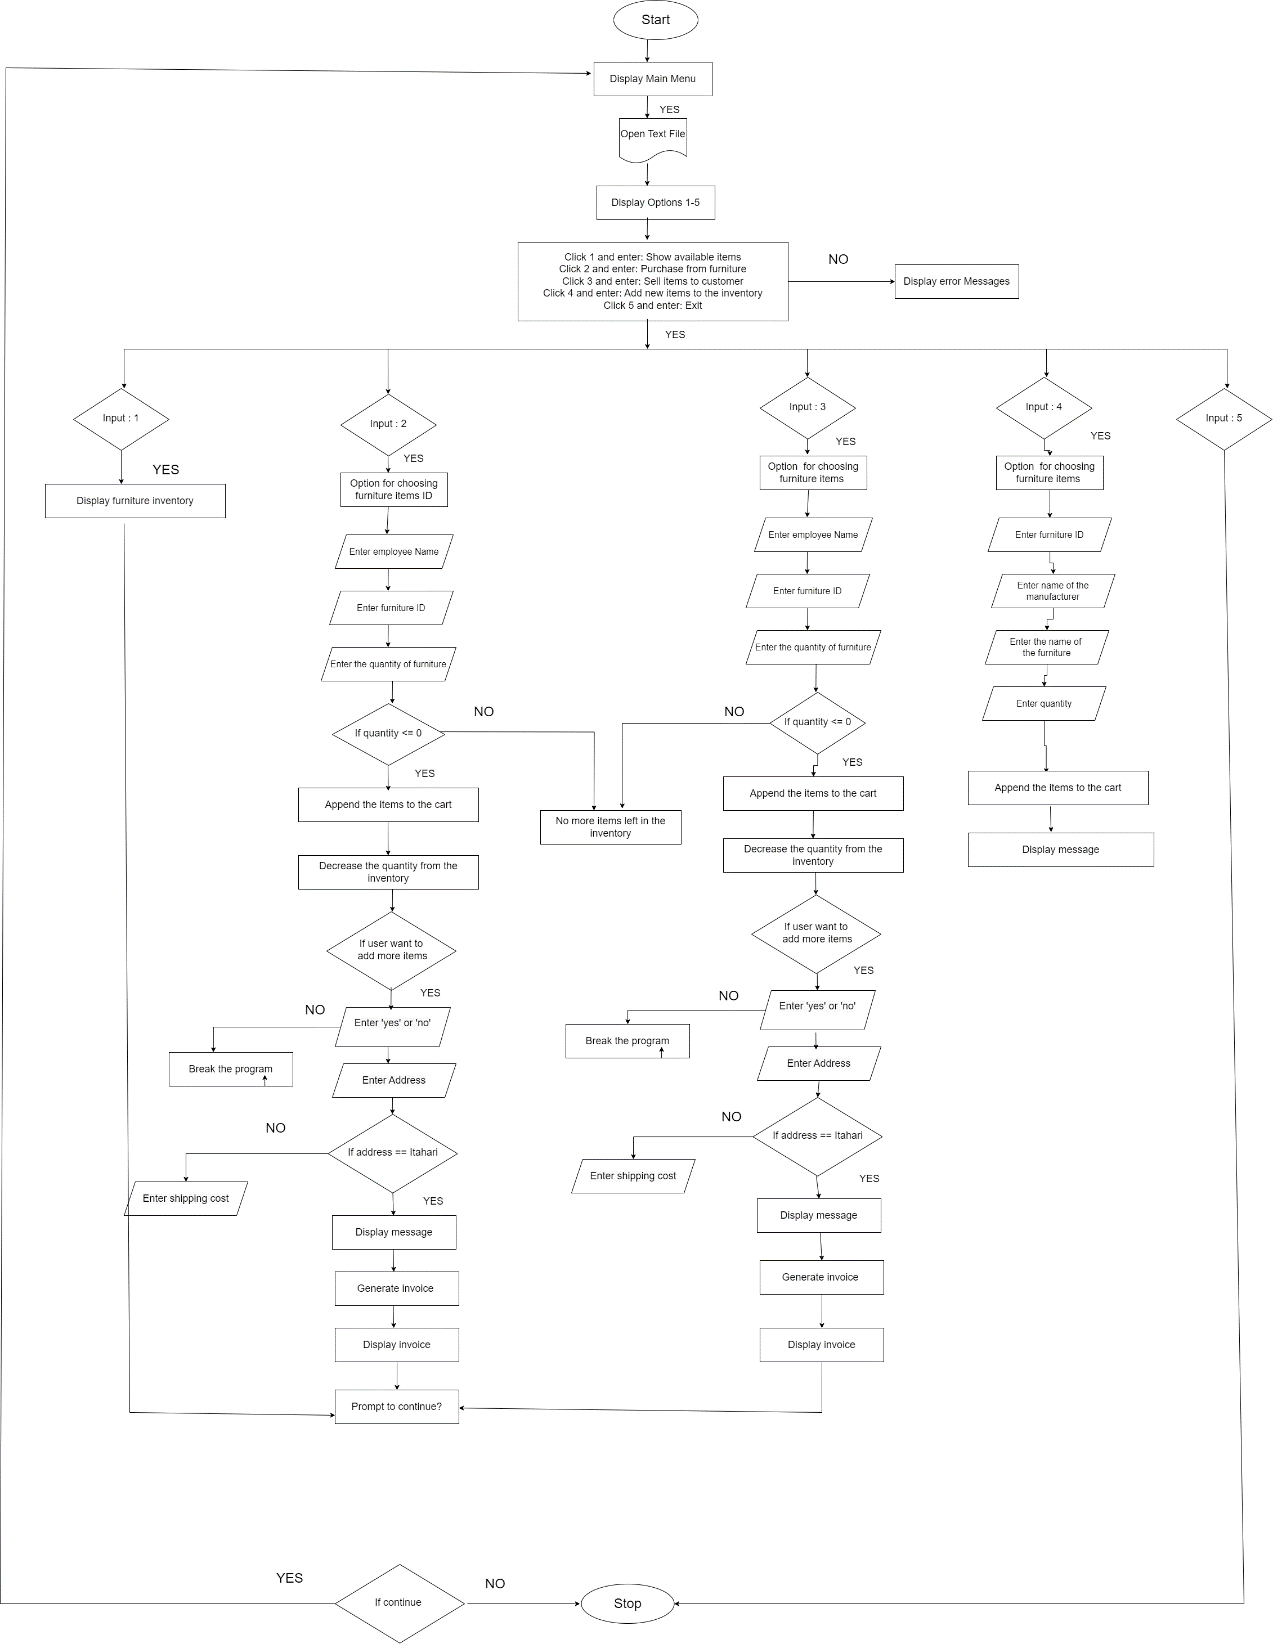 Start
Display Main Menu
YES
Open Text File
Display Options 1-5
Click 1 and enter: Show available items
Click 2 and enter: Purchase from furniture
Click 3 and enter: Sell items to customer
Click 4 and enter: Add new items to the inventory
Click 5 and enter: Exit
NO
Display error Messages
YES
Input : 1
YES
Display furniture inventory
Input : 2
YES
Option for choosing
furniture items ID
Enter employee Name
Enter furniture ID
Enter the quantity of furniture
If quantity <= 0
NO
YES
Append the items to the cart
Decrease the quantity from the
inventory
If user want to
add more items
YES
NO
Enter 'yes' or 'no'
Break the program
Enter Address
NO
If address == Itahari
Enter shipping cost
YES
Display message
Generate invoice
Display invoice
Prompt to continue?
No more items left in the
inventory
Input : 3
YES
Option  for choosing
furniture items
Enter employee Name
Enter furniture ID
Enter the quantity of furniture
NO
If quantity <= 0
YES
Append the items to the cart
Decrease the quantity from the
inventory
If user want to
add more items
YES
NO
Enter 'yes' or 'no'
Break the program
Enter Address
NO
If address == Itahari
Enter shipping cost
YES
Display message
Generate invoice
Display invoice
Input : 4
YES
Option  for choosing
furniture items
Enter furniture ID
Enter name of the
manufacturer
Enter the name of
the furniture
Enter quantity
Append the items to the cart
Display message
Input : 5
YES
If continue
NO
Stop